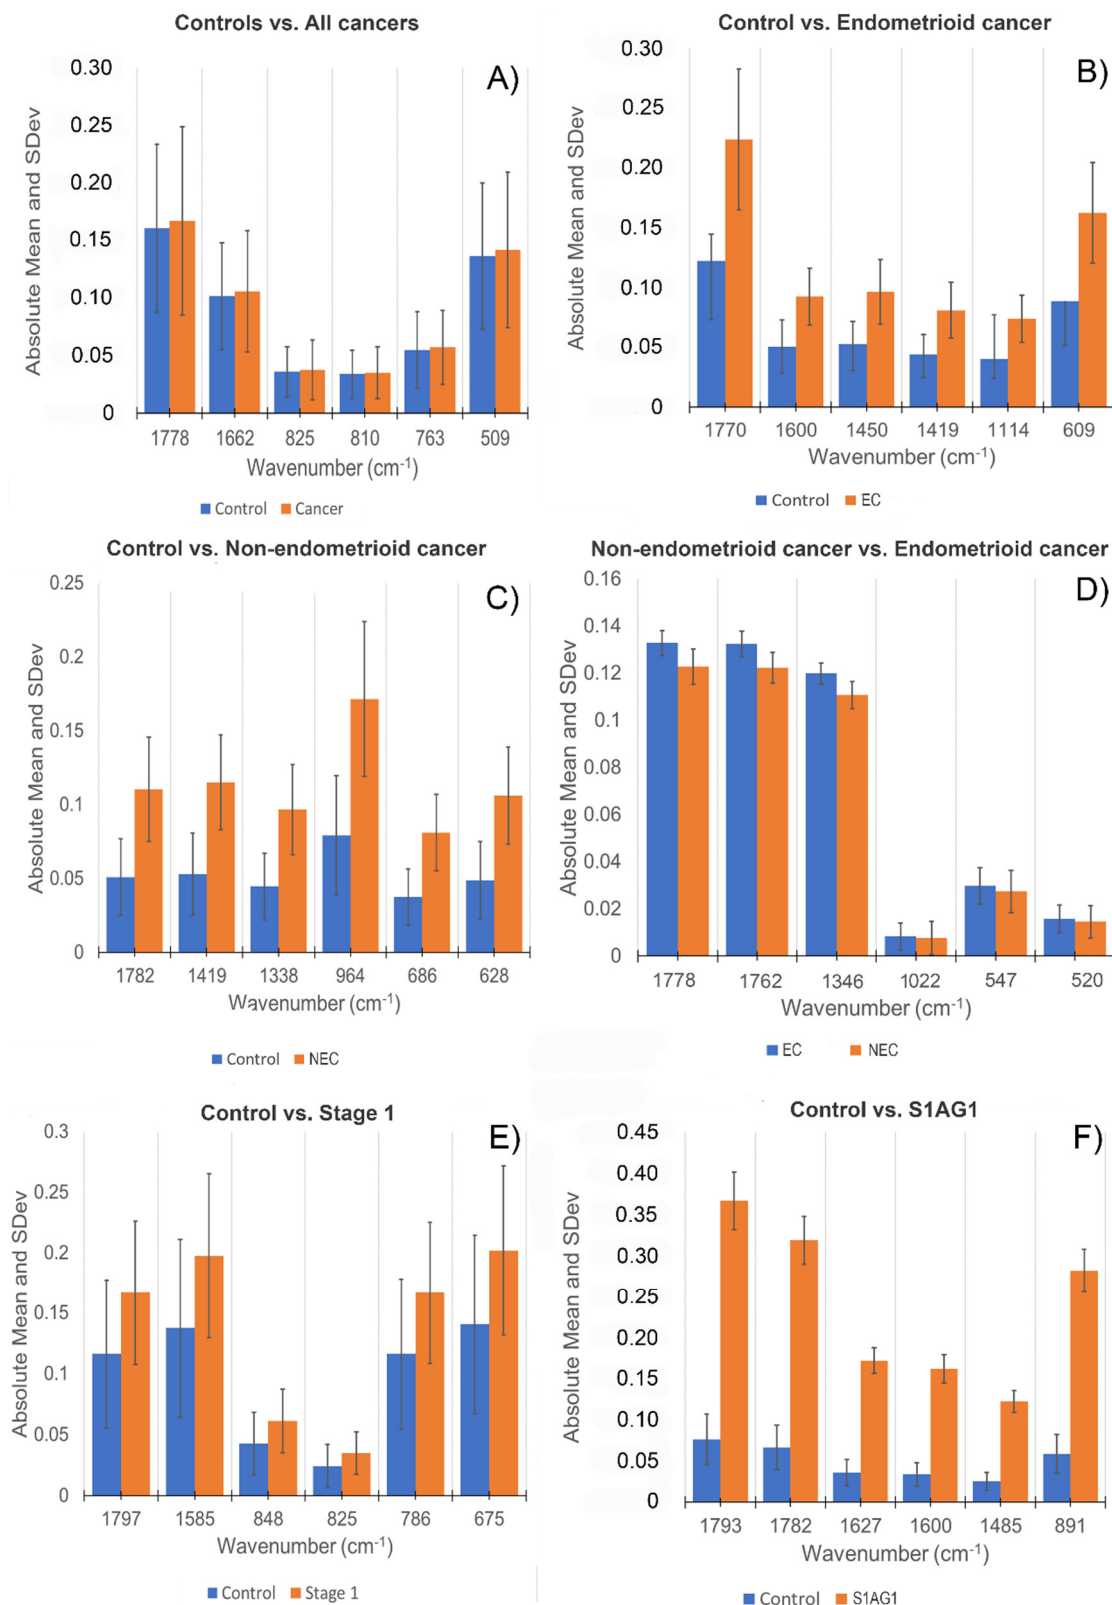 Controls vs. All cancers
A)
Absolute Mean and SDev
0.30
0.25
0.20
0.15
0.10
0.05
0
1778 1662 825 810 763 509
Wavenumber (cm-1)
Control Cancer
Control vs. Endometrioid cancer
B)
Absolute Mean and SDev
0.30
0.25
0.20
0.15
0.10
0.05
0
1770 1600 1450 1419 1114 609
Wavenumber (cm-1)
Control EC
Control vs. Non-endometrioid cancer
C)
Absolute Mean and SDev
0.25
0.2
0.15
0.1
0.05
0
1782 1419 1338 964 686 628
Wavenumber (cm-1)
Control NEC
Non-endometrioid cancer vs. Endometrioid cancer
D)
Absolute Mean and SDev
0.16
0.14
0.12
0.1
0.08
0.06
0.04
0.02
0
1778 1762 1346 1022 547 520
Wavenumber (cm-1)
EC NEC
Control vs. Stage 1
E)
Absolute Mean and SDev
0.3
0.25
0.2
0.15
0.1
0.05
0
1797 1585 848 825 786 675
Wavenumber (cm-1)
Control Stage 1
Control vs. S1AG1
F)
Absolute Mean and SDev
0.45
0.40
0.35
0.30
0.25
0.20
0.15
0.10
0.05
0
1793 1782 1627 1600 1485 891
Wavenumber (cm-1)
Control S1AG1